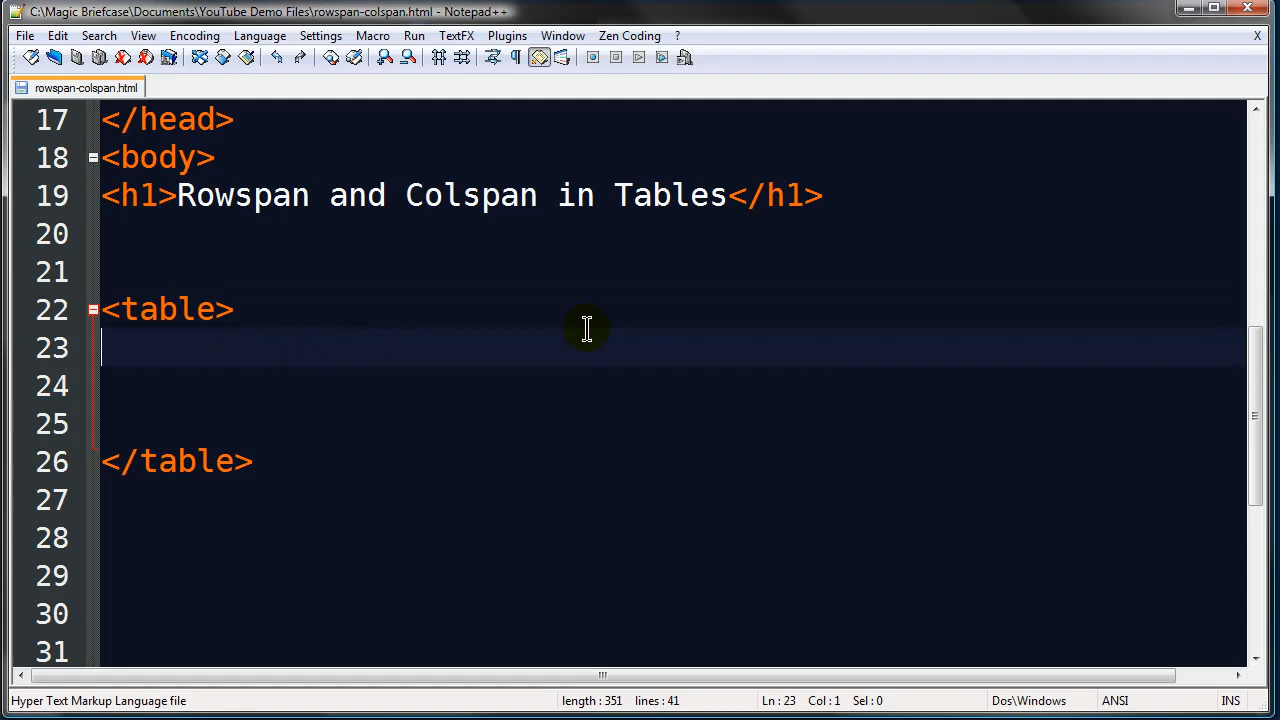 C:\Magic Briefcase\Documents\YouTube Demo Files\rowspan-colspan.html - Notepad++
File Edit Search View Encoding Language Settings Macro Run TextFX Plugins Window Zen Coding ? X
rowspan-colspan.html
17 </head>
18 <body>
19 <h1>Rowspan and Colspan in Tables</h1>
20
21
22 <table>
23
24
25
26 </table>
27
28
29
30
31
Hyper Text Markup Language file length : 351 lines : 41 Ln : 23 Col : 1 Sel : 0 Dos\Windows ANSI INS